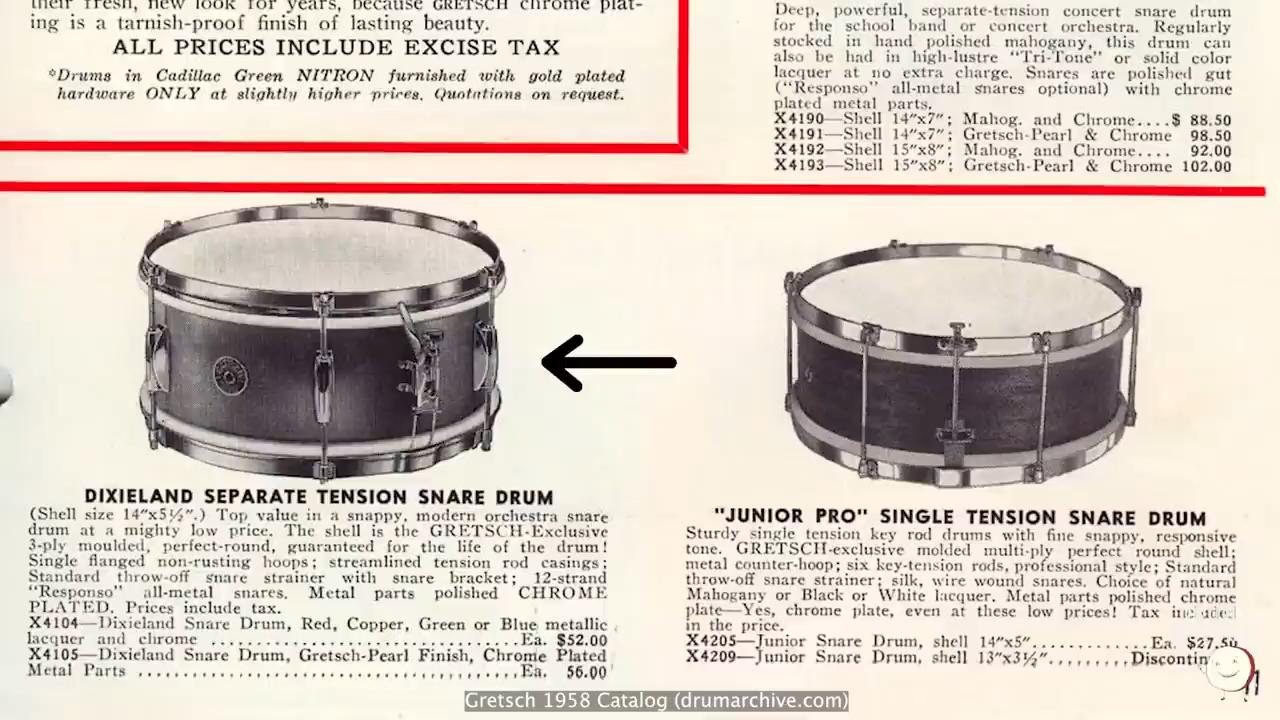 their fresh, new look for years, because GRETSCH chrome plat-
ing is a tarnish-proof finish of lasting beauty.
ALL PRICES INCLUDE EXCISE TAX
*Drums in Cadillac Green NITRON furnished with gold plated
hardware ONLY at slightly higher prices. Quotations on request.
Deep, powerful, separate-tension concert snare drum
for the school band or concert orchestra. Regularly
stocked in hand polished mahogany, this drum can
also be had in high-lustre "Tri-Tone" or solid color
lacquer at no extra charge. Snares are polished gut
("Responso" all-metal snares optional) with chrome
plated metal parts.
X4190—Shell 14"x7"; Mahog. and Chrome....$ 88.50
X4191—Shell 14"x7"; Gretsch-Pearl & Chrome 98.50
X4192—Shell 15"x8"; Mahog. and Chrome.... 92.00
X4193—Shell 15"x8"; Gretsch-Pearl & Chrome 102.00
DIXIELAND SEPARATE TENSION SNARE DRUM
(Shell size 14"x5½".) Top value in a snappy, modern orchestra snare
drum at a mighty low price. The shell is the GRETSCH-Exclusive
3-ply moulded, perfect-round, guaranteed for the life of the drum!
Single flanged non-rusting hoops; streamlined tension rod casings;
Standard throw-off snare strainer with snare bracket; 12-strand
"Responso" all-metal snares. Metal parts polished CHROME
PLATED. Prices include tax.
X4104—Dixieland Snare Drum, Red, Copper, Green or Blue metallic
lacquer and chrome ..............................Ea. $52.00
X4105—Dixieland Snare Drum, Gretsch-Pearl Finish, Chrome Plated
Metal Parts ......................................Ea. 56.00
"JUNIOR PRO" SINGLE TENSION SNARE DRUM
Sturdy single tension key rod drums with fine snappy, responsive
tone. GRETSCH-exclusive molded multi-ply perfect round shell;
metal counter-hoop; six key-tension rods, professional style; Standard
throw-off snare strainer; silk, wire wound snares. Choice of natural
Mahogany or Black or White lacquer. Metal parts polished chrome
plate—Yes, chrome plate, even at these low prices! Tax included
in the price.
X4205—Junior Snare Drum, shell 14"x5".............Ea. $27.50
X4209—Junior Snare Drum, shell 13"x3½".........Discontin
11
Gretsch 1958 Catalog (drumarchive.com)